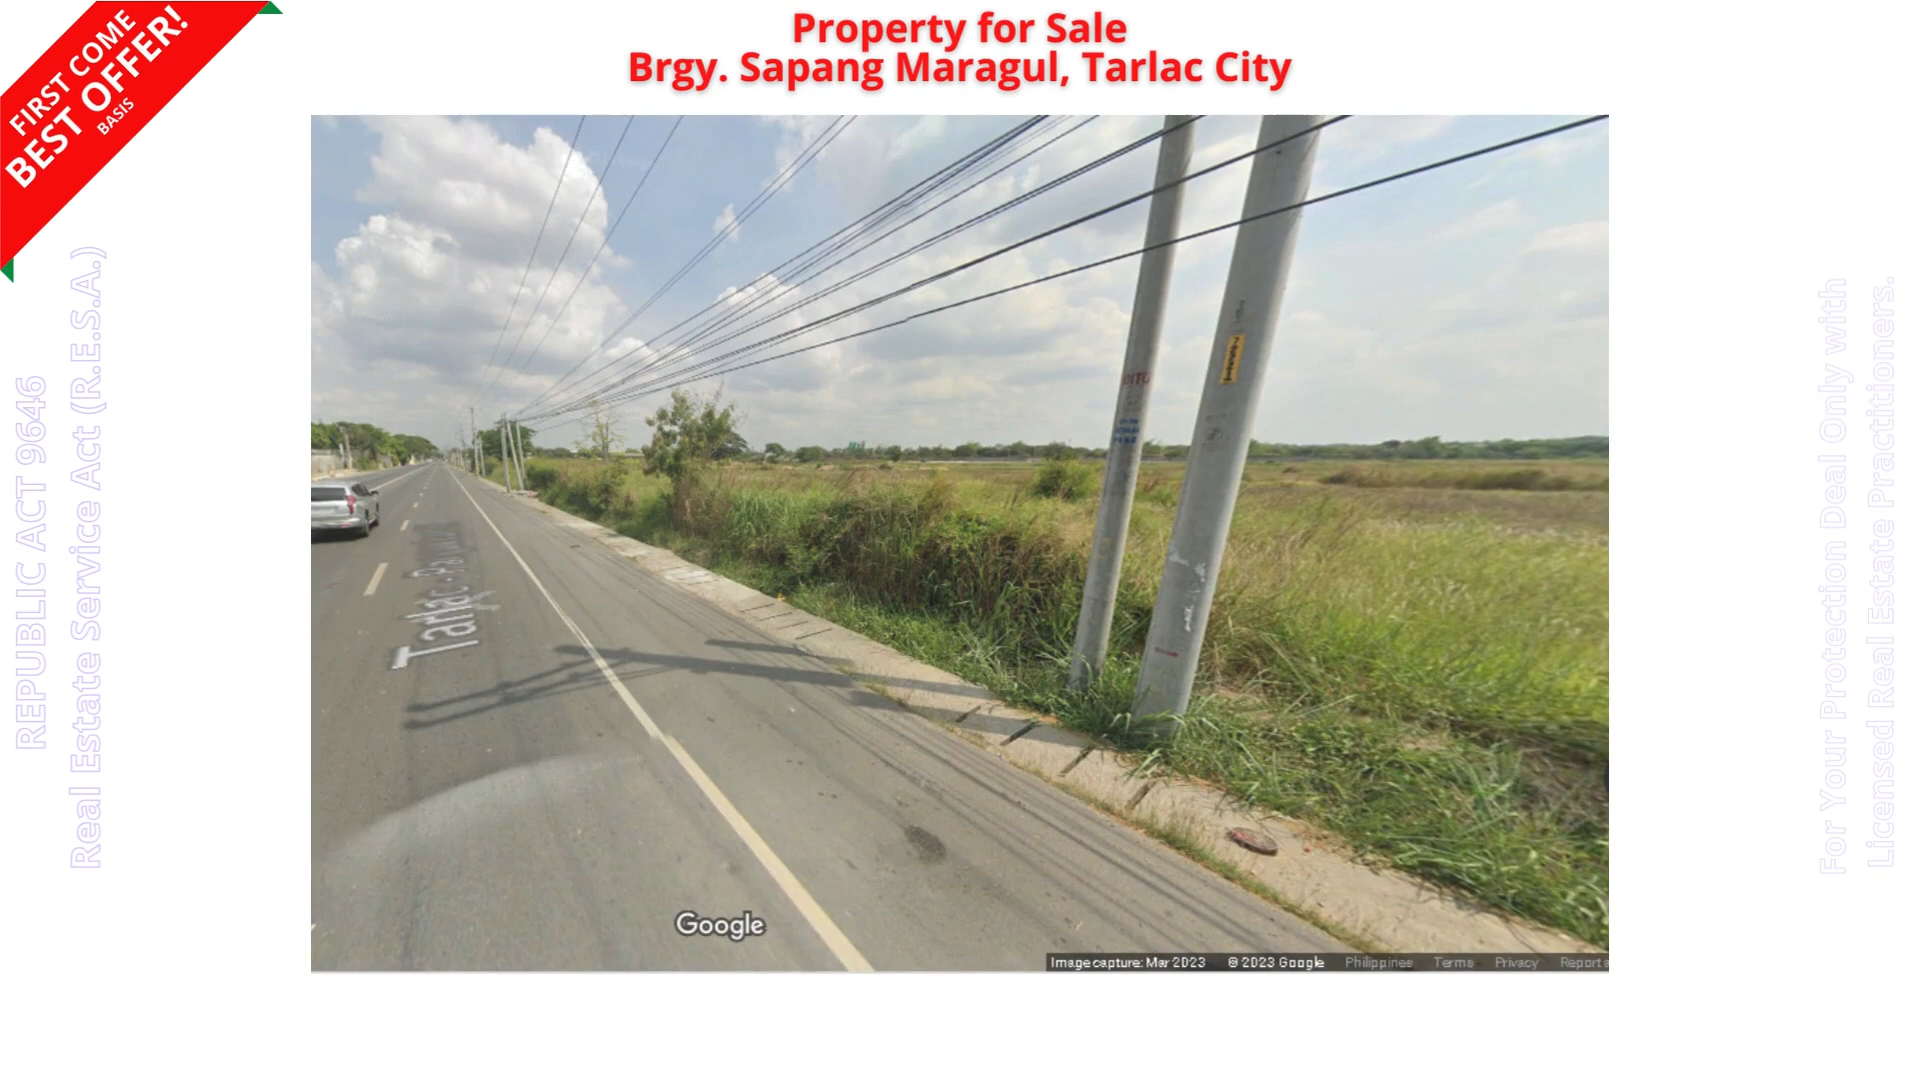 FIRST COME
BEST OFFER!
BASIS
Property for Sale
Brgy. Sapang Maragul, Tarlac City
REPUBLIC ACT 9646
Real Estate Service Act (R.E.S.A.)
For Your Protection Deal Only with
Licensed Real Estate Practitioners.
DITO
Tarlac -
Google
Image capture: Mar 2023 © 2023 Google Philippines Terms Privacy Report a